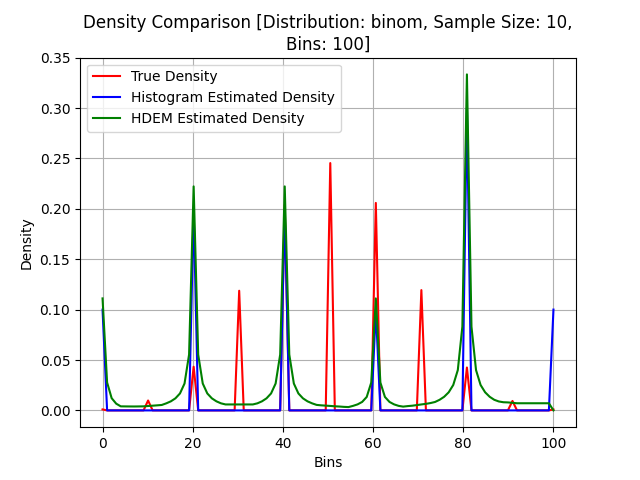 Density Comparison [Distribution: binom, Sample Size: 10,
Bins: 100]
True Density
Histogram Estimated Density
HDEM Estimated Density
Density
0.35
0.30
0.25
0.20
0.15
0.10
0.05
0.00
0 20 40 60 80 100
Bins